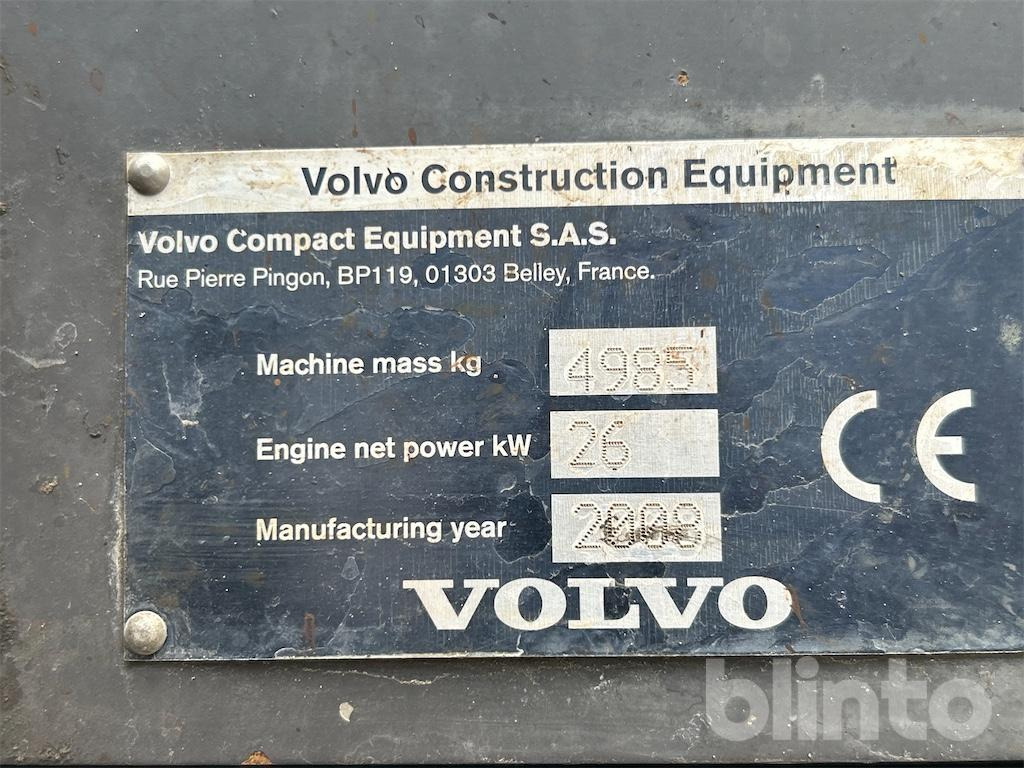 Volvo Construction Equipment
Volvo Compact Equipment S.A.S.
Rue Pierre Pingon, BP119, 01303 Belley, France.
Machine mass kg 4985
Engine net power kW 26
Manufacturing year 2008
CE
VOLVO
blinto